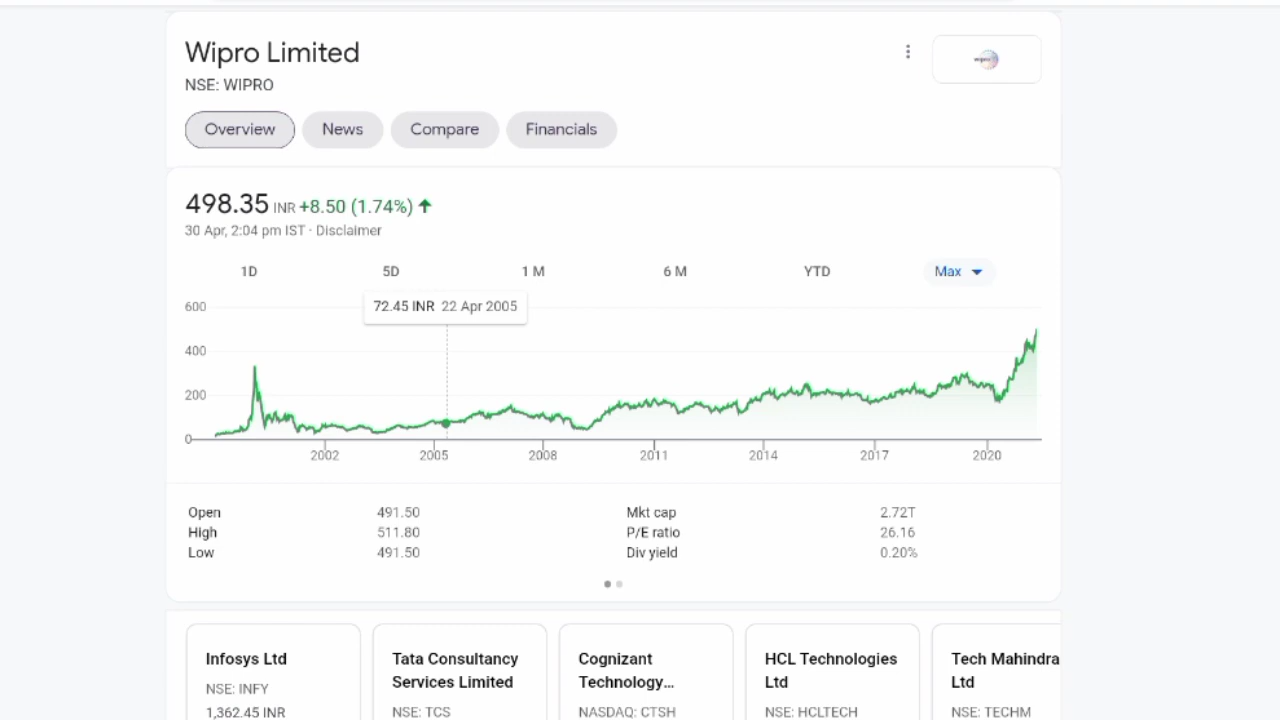 Wipro Limited
wipro
NSE: WIPRO
Overview News Compare Financials
498.35 INR +8.50 (1.74%)
30 Apr, 2:04 pm IST · Disclaimer
1D 5D 1 M 6 M YTD Max
72.45 INR 22 Apr 2005
600
400
200
0
2002 2005 2008 2011 2014 2017 2020
Open 491.50 Mkt cap 2.72T
High 511.80 P/E ratio 26.16
Low 491.50 Div yield 0.20%
Infosys Ltd
NSE: INFY
1,362.45 INR
Tata Consultancy
Services Limited
NSE: TCS
Cognizant
Technology...
NASDAQ: CTSH
HCL Technologies
Ltd
NSE: HCLTECH
Tech Mahindra
Ltd
NSE: TECHM